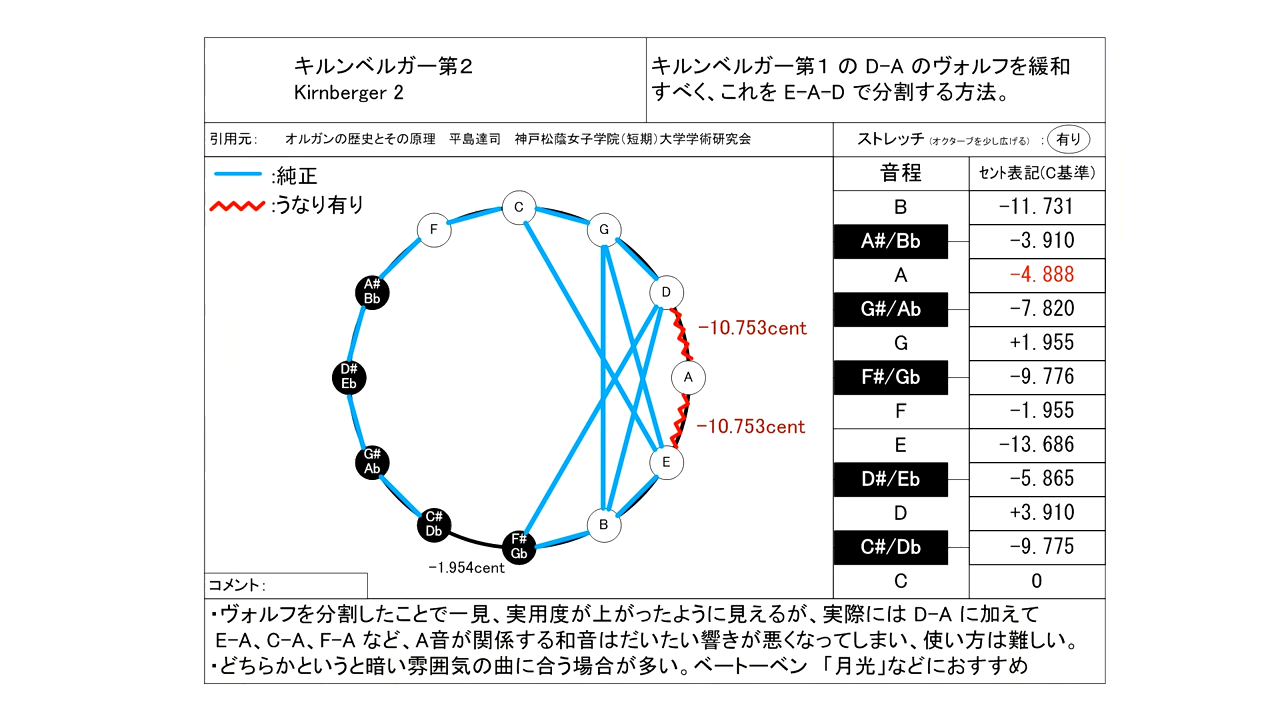 キルンベルガー第２
Kirnberger 2
キルンベルガー第１ の D-A のヴォルフを緩和
すべく、これを E-A-D で分割する方法。
引用元： オルガンの歴史とその原理 平島達司 神戸松蔭女子学院（短期）大学学術研究会
ストレッチ（オクターブを少し広げる）：有り
:純正
:うなり有り
C
G
D
A
E
B
F#
Gb
C#
Db
G#
Ab
D#
Eb
A#
Bb
F
-10.753cent
-10.753cent
-1.954cent
音程 セント表記(C基準)
B -11.731
A#/Bb -3.910
A -4.888
G#/Ab -7.820
G +1.955
F#/Gb -9.776
F -1.955
E -13.686
D#/Eb -5.865
D +3.910
C#/Db -9.775
C 0
コメント：
・ヴォルフを分割したことで一見、実用度が上がったように見えるが、実際には D-A に加えて
E-A、C-A、F-A など、A音が関係する和音はだいたい響きが悪くなってしまい、使い方は難しい。
・どちらかというと暗い雰囲気の曲に合う場合が多い。ベートーベン 「月光」などにおすすめ